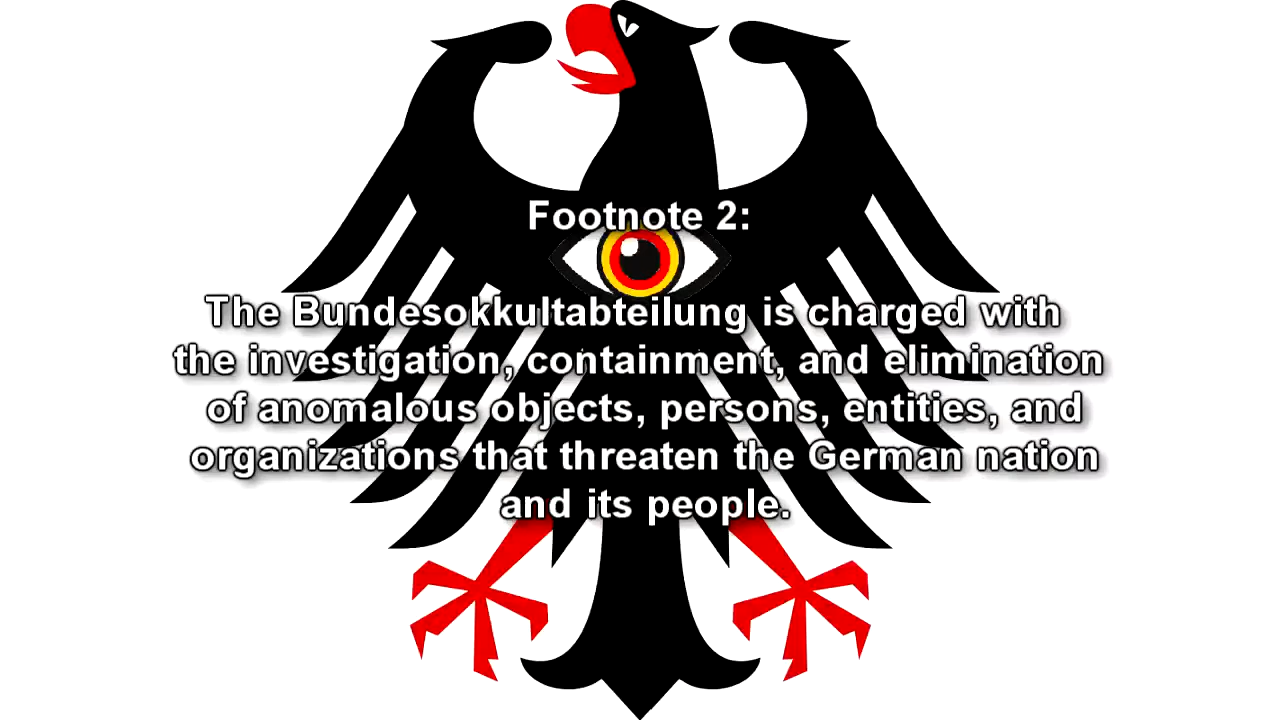 Footnote 2:
The Bundesokkultabteilung is charged with
the investigation, containment, and elimination
of anomalous objects, persons, entities, and
organizations that threaten the German nation
and its people.